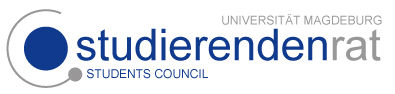 UNIVERSITÄT MAGDEBURG
studierendenrat
STUDENTS COUNCIL